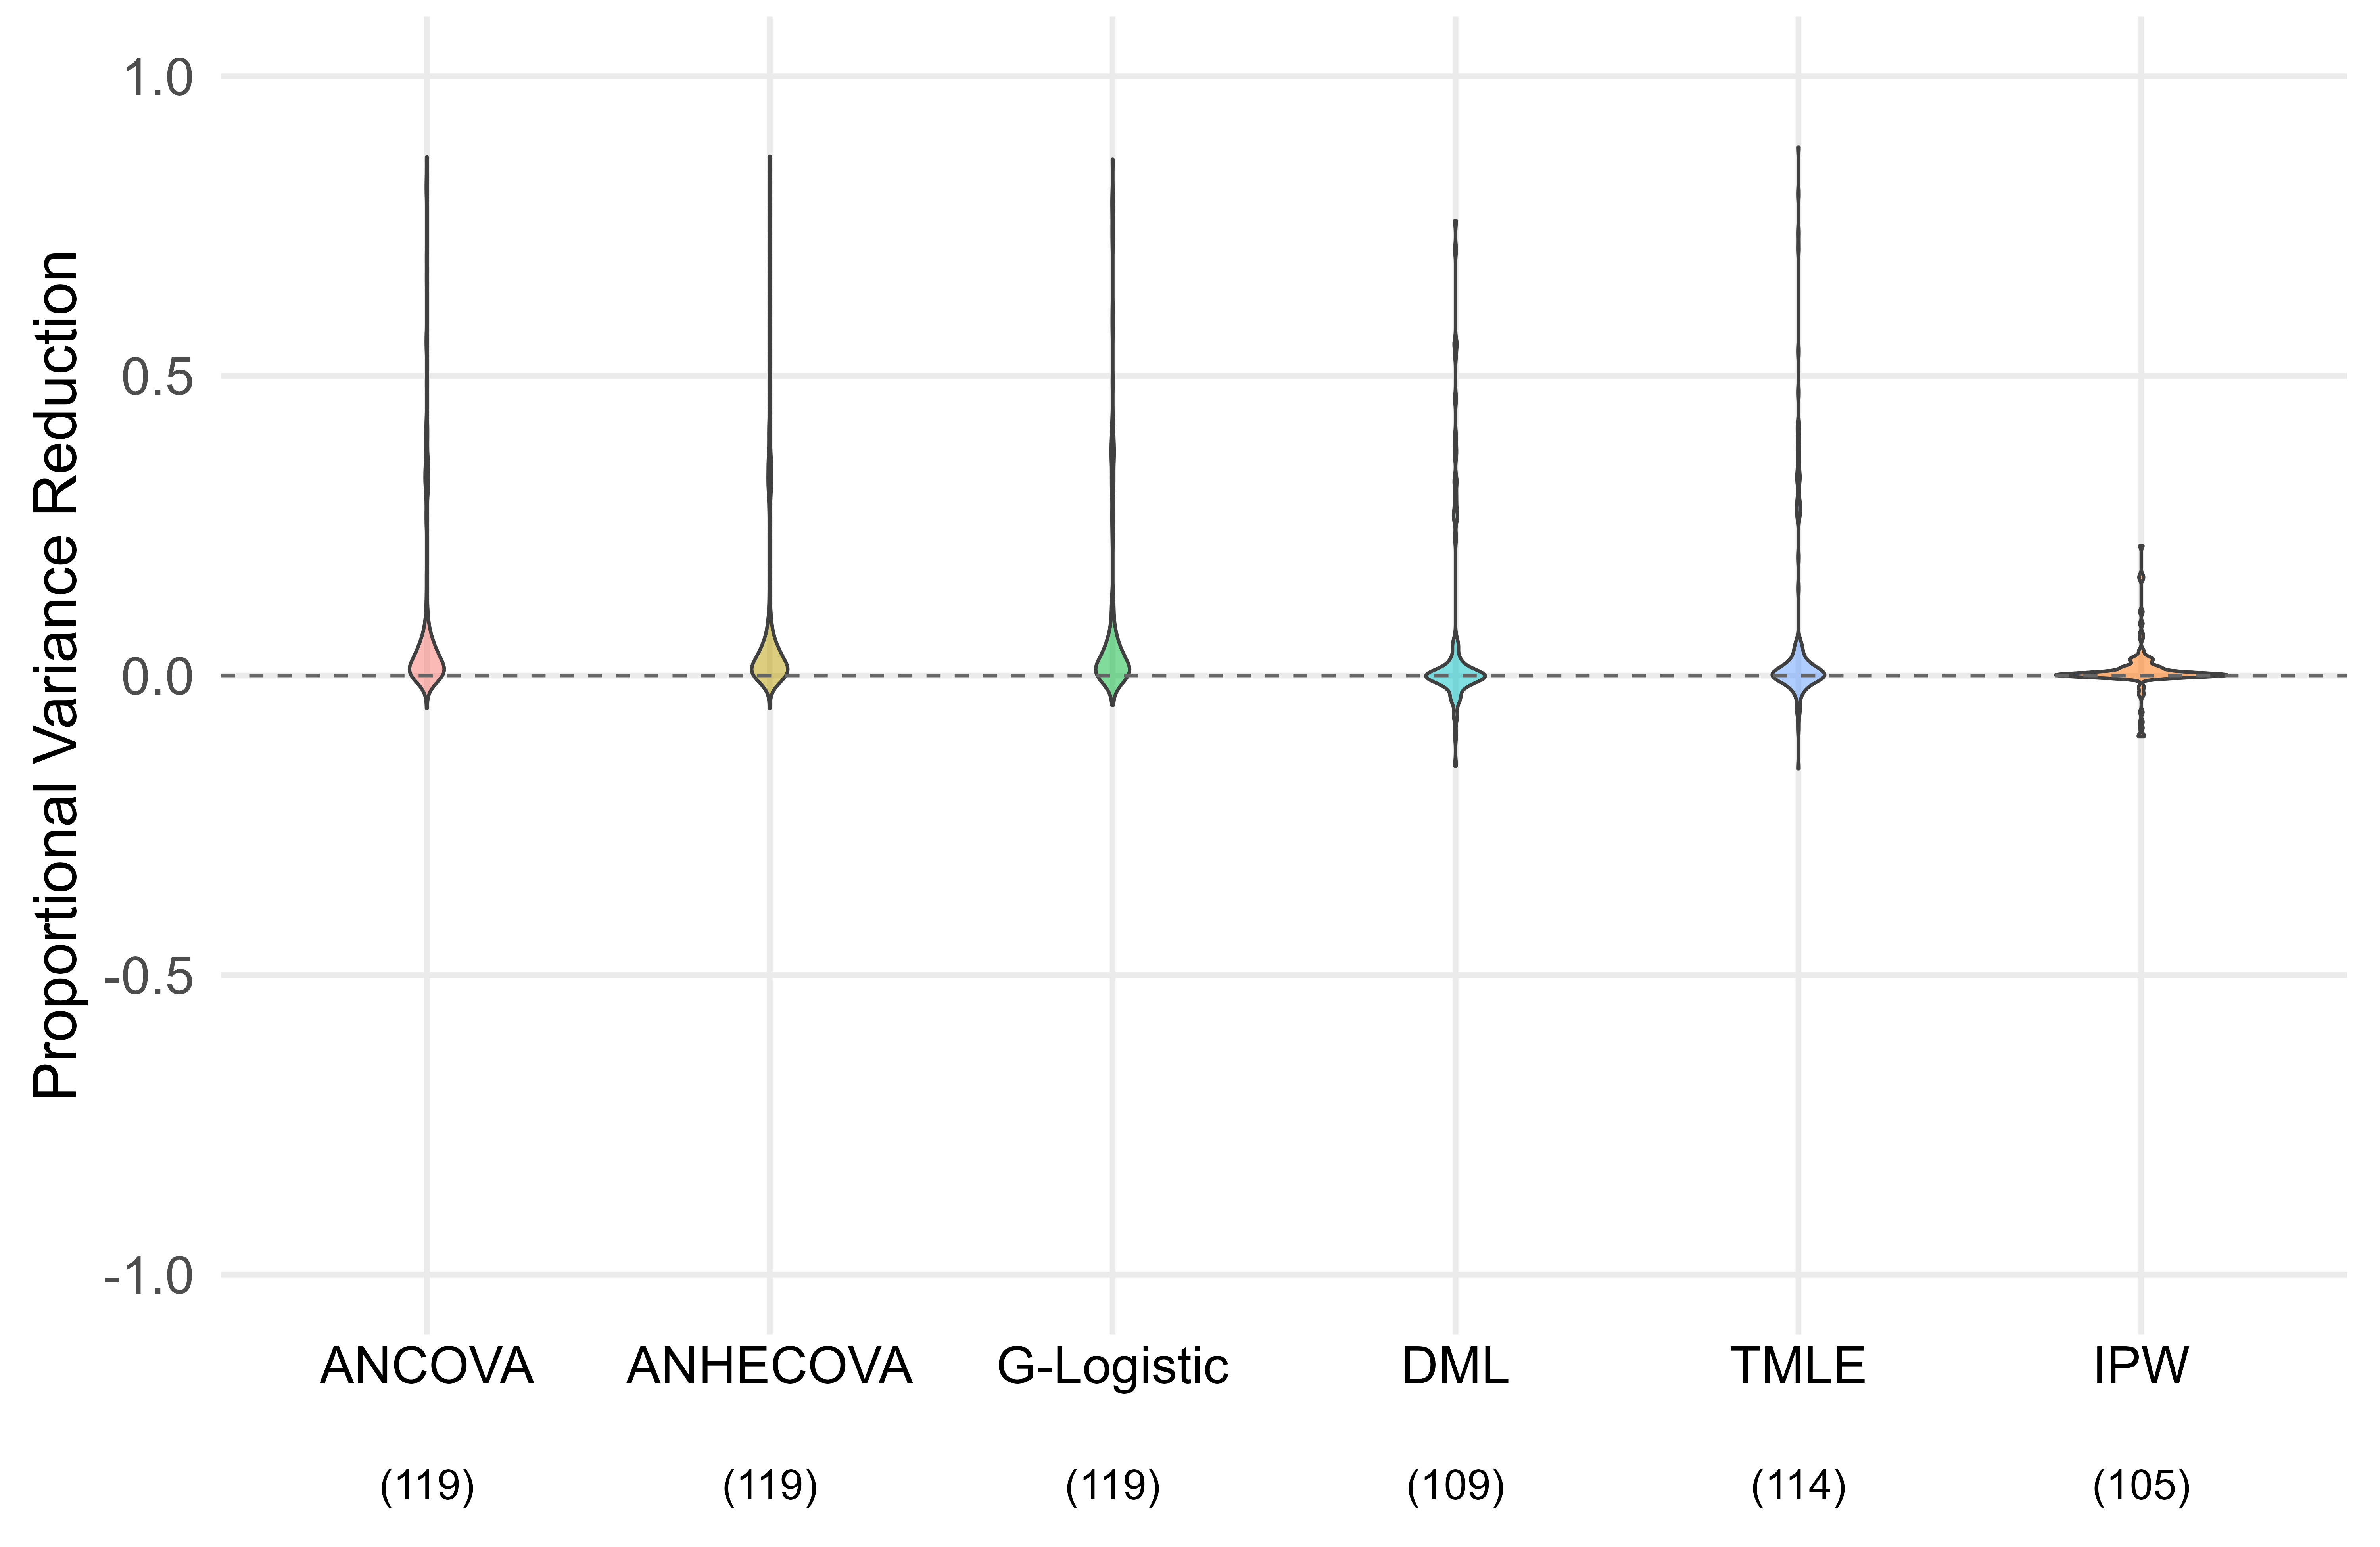 Proportional Variance Reduction
1.0
0.5
0.0
-0.5
-1.0
ANCOVA ANHECOVA G-Logistic DML TMLE IPW
(119) (119) (119) (109) (114) (105)